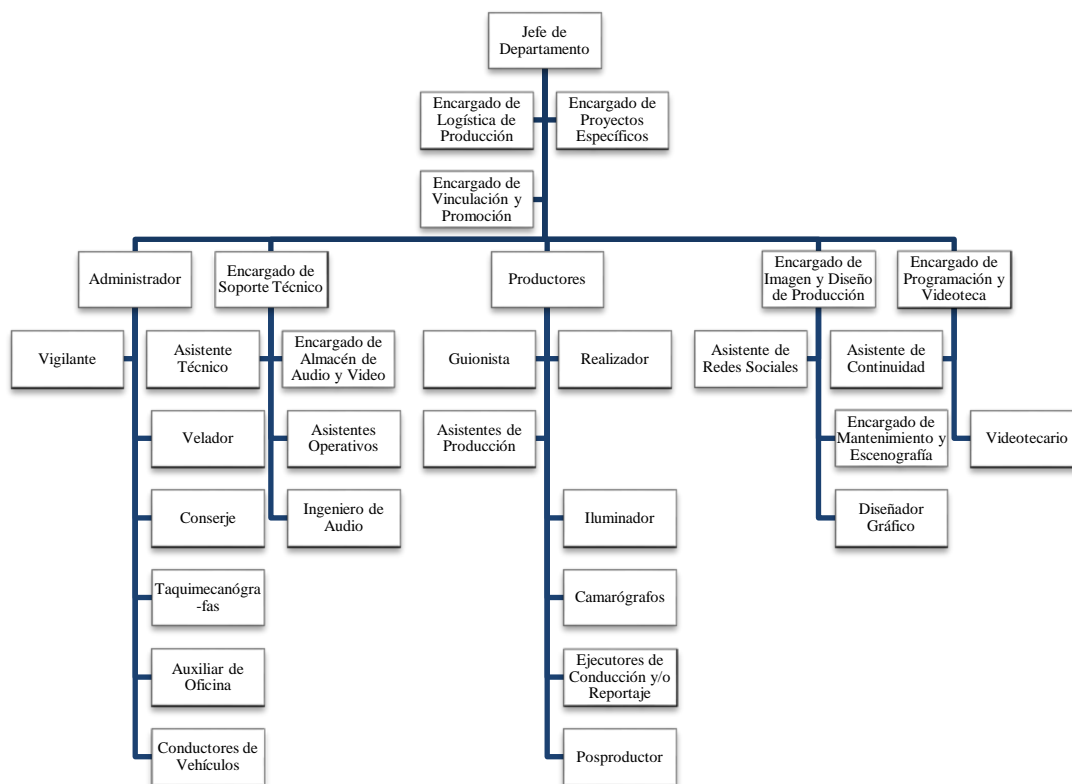 Jefe de
Departamento
Encargado de
Logística de
Producción
Encargado de
Proyectos
Específicos
Encargado de
Vinculación y
Promoción
Administrador
Encargado de
Soporte Técnico
Productores
Encargado de
Imagen y Diseño
de Producción
Encargado de
Programación y
Videoteca
Vigilante
Asistente
Técnico
Encargado de
Almacén de
Audio y Video
Guionista
Realizador
Asistente de
Redes Sociales
Asistente de
Continuidad
Velador
Asistentes
Operativos
Asistentes de
Producción
Encargado de
Mantenimiento y
Escenografía
Videotecario
Conserje
Ingeniero de
Audio
Iluminador
Diseñador
Gráfico
Taquimecanógra
-fas
Camarógrafos
Auxiliar de
Oficina
Ejecutores de
Conducción y/o
Reportaje
Conductores de
Vehículos
Posproductor